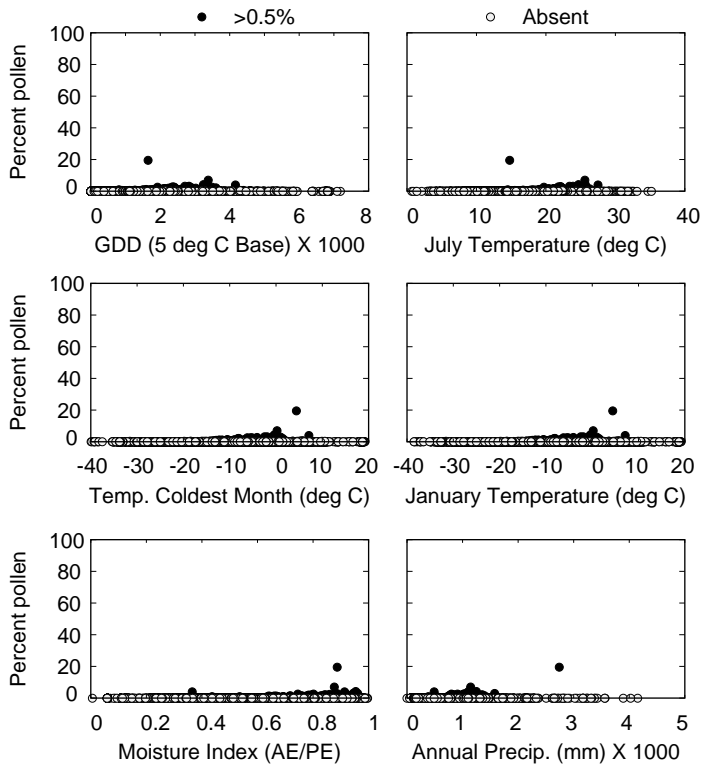 >0.5% Absent
Percent pollen
100
80
60
40
20
0
0 2 4 6 8
GDD (5 deg C Base) X 1000
0 10 20 30 40
July Temperature (deg C)
Percent pollen
100
80
60
40
20
0
-40 -30 -20 -10 0 10 20
Temp. Coldest Month (deg C)
-40 -30 -20 -10 0 10 20
January Temperature (deg C)
Percent pollen
100
80
60
40
20
0
0 0.2 0.4 0.6 0.8 1
Moisture Index (AE/PE)
0 1 2 3 4 5
Annual Precip. (mm) X 1000